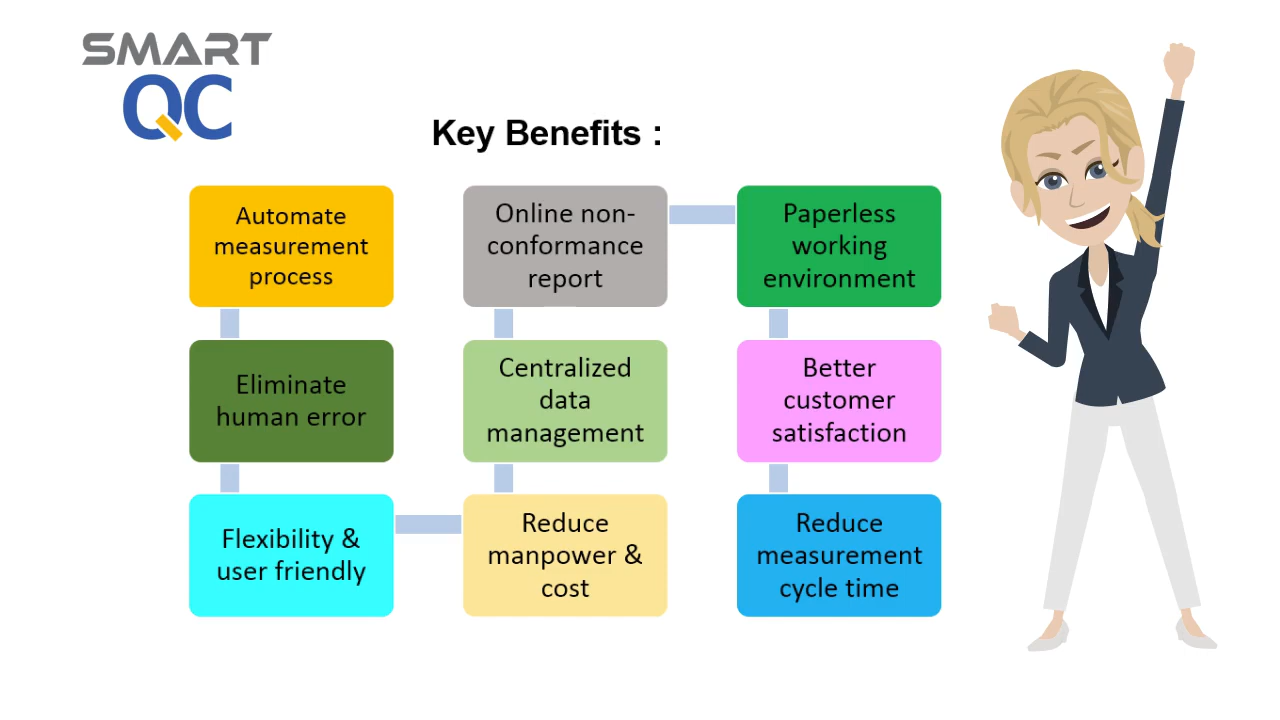 SMART
QC
Key Benefits :
Automate
measurement
process
Eliminate
human error
Flexibility &
user friendly
Reduce
manpower &
cost
Centralized
data
management
Online non-
conformance
report
Paperless
working
environment
Better
customer
satisfaction
Reduce
measurement
cycle time